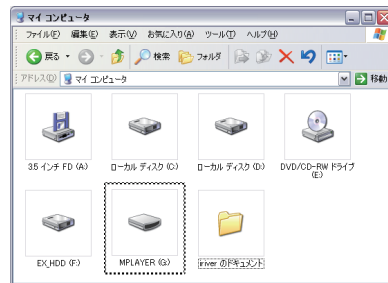 マイ コンピュータ
ファイル(F) 編集(E) 表示(V) お気に入り(A) ツール(T) ヘルプ(H)
戻る 検索 フォルダ
アドレス(D) マイ コンピュータ 移動
3.5 インチ FD (A:) ローカル ディスク (C:) ローカル ディスク (D:) DVD/CD-RW ドライブ (E:)
EX_HDD (F:) MPLAYER (G:) iriver のドキュメント